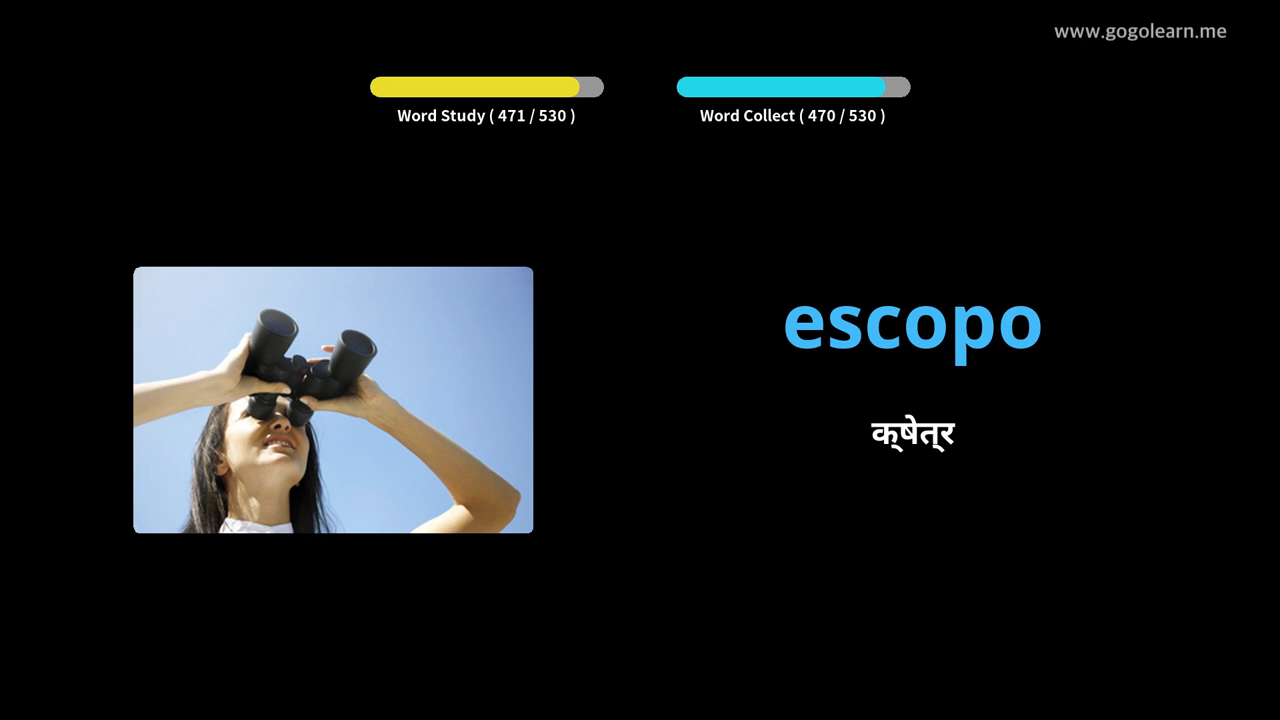 www.gogolearn.me
Word Study ( 471 / 530 )
Word Collect ( 470 / 530 )
escopo
क्षेत्र